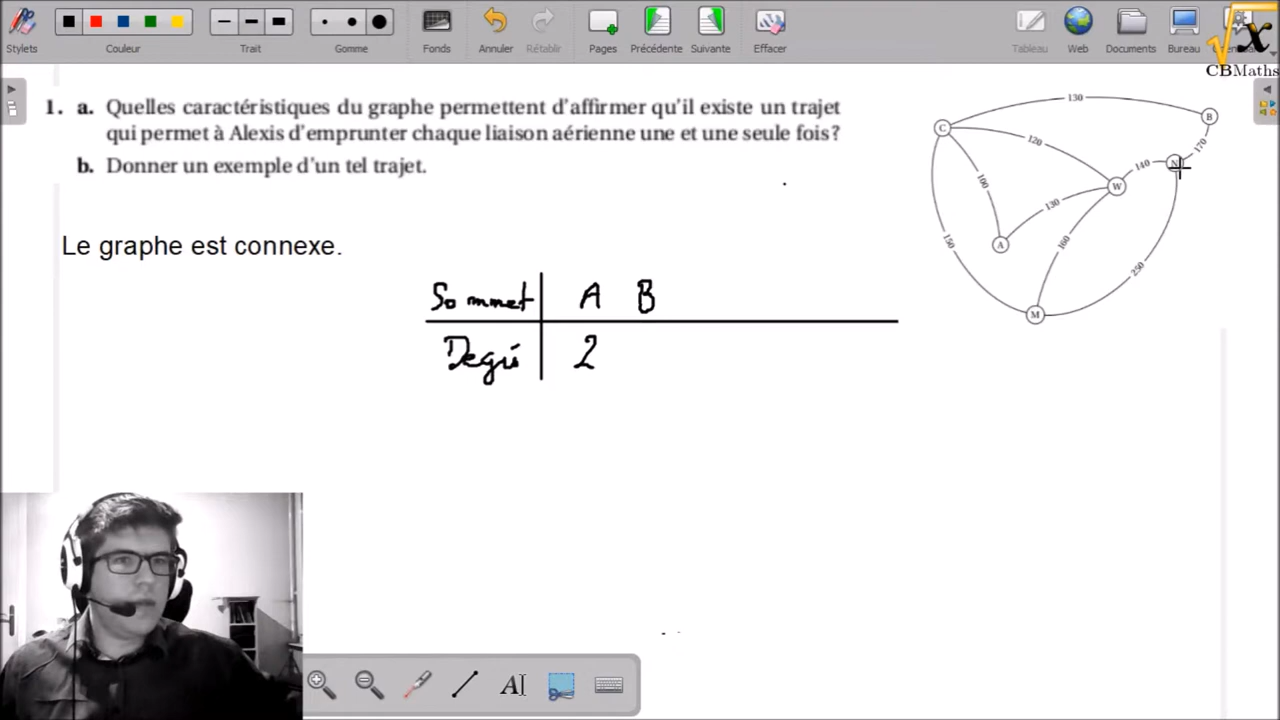 Stylets Couleur Trait Gomme Fonds Annuler Rétablir Pages Précédente Suivante Effacer Tableau Web Documents Bureau
√x
CBMaths
1. a. Quelles caractéristiques du graphe permettent d'affirmer qu'il existe un trajet
qui permet à Alexis d'emprunter chaque liaison aérienne une et une seule fois?
b. Donner un exemple d'un tel trajet.
Le graphe est connexe.
Sommet A B
Degré 2
130
C
B
120
170
140
N
100
W
130
A
150
160
250
M
A